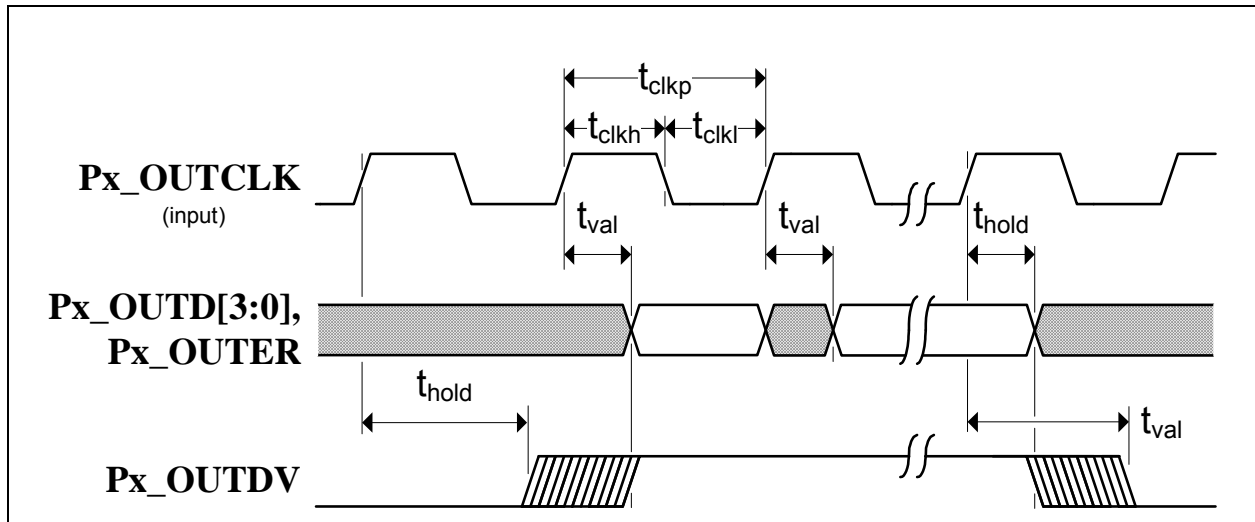 tclkp
tclkh tclkl
Px_OUTCLK
(input)
tval tval thold
Px_OUTD[3:0],
Px_OUTER
thold
tval
Px_OUTDV